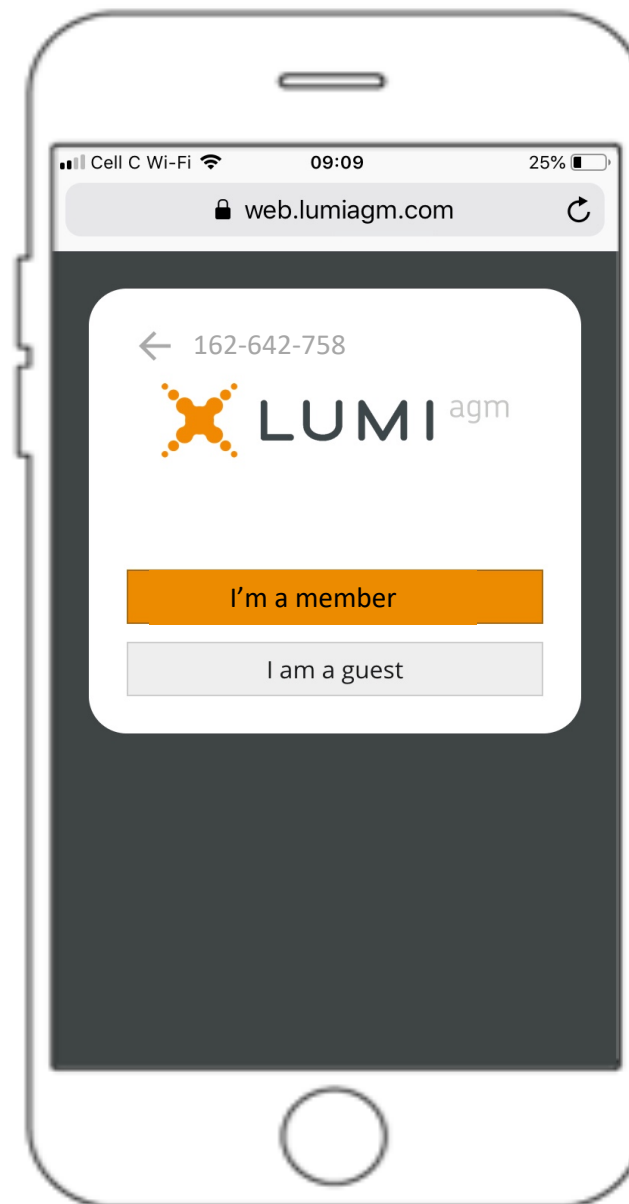 Cell C Wi-Fi 09:09 25%
web.lumiagm.com
162-642-758
LUMI agm
I’m a member
I am a guest